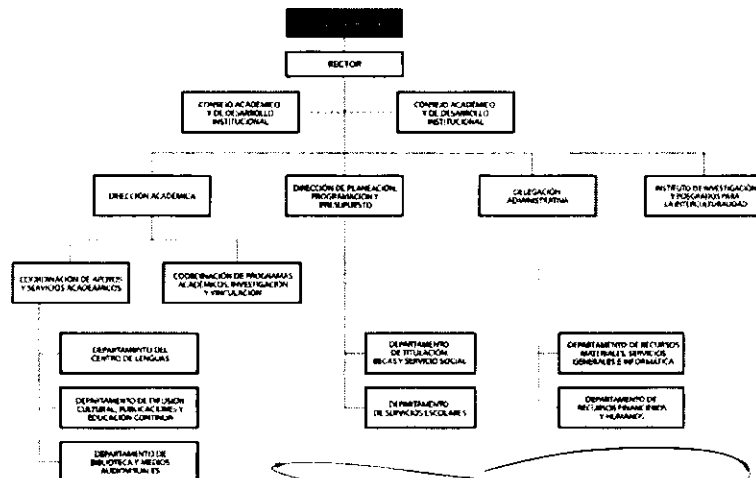 RECTOR
CONSEJO ACADÉMICO
Y DE DESARROLLO
INSTITUCIONAL
CONSEJO ACADÉMICO
Y DE DESARROLLO
INSTITUCIONAL
DIRECCIÓN ACADÉMICA
DIRECCIÓN DE PLANEACIÓN,
PROGRAMACIÓN Y
PRESUPUESTO
DELEGACIÓN
ADMINISTRATIVA
INSTITUTO DE INVESTIGACIÓN
Y POSGRADOS PARA
LA INTERCULTURALIDAD
COORDINACIÓN DE APOYOS
Y SERVICIOS ACADÉMICOS
COORDINACIÓN DE PROGRAMAS
ACADÉMICOS, INVESTIGACIÓN
Y VINCULACIÓN
DEPARTAMENTO DEL
CENTRO DE LENGUAS
DEPARTAMENTO
DE TITULACIÓN,
BECAS Y SERVICIO SOCIAL
DEPARTAMENTO DE RECURSOS
MATERIALES, SERVICIOS
GENERALES E INFORMÁTICA
DEPARTAMENTO DE DIFUSIÓN
CULTURAL, PUBLICACIONES Y
EDUCACIÓN CONTINUA
DEPARTAMENTO
DE SERVICIOS ESCOLARES
DEPARTAMENTO DE
RECURSOS FINANCIEROS
Y HUMANOS
DEPARTAMENTO DE
BIBLIOTECA Y MEDIOS
AUDIOVISUALES